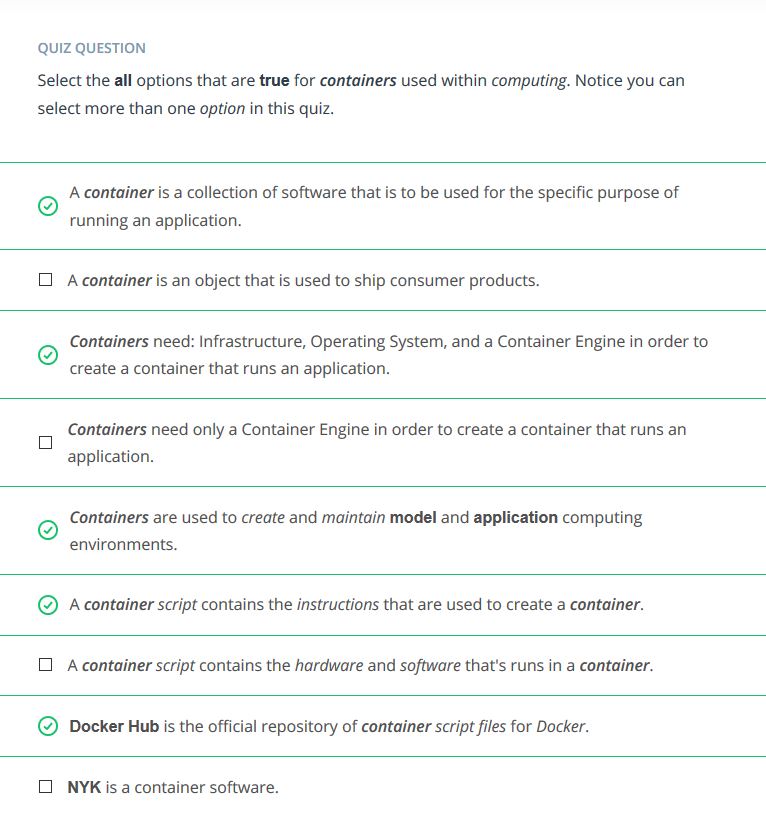 QUIZ QUESTION
Select the all options that are true for containers used within computing. Notice you can
select more than one option in this quiz.
A container is a collection of software that is to be used for the specific purpose of
running an application.
A container is an object that is used to ship consumer products.
Containers need: Infrastructure, Operating System, and a Container Engine in order to
create a container that runs an application.
Containers need only a Container Engine in order to create a container that runs an
application.
Containers are used to create and maintain model and application computing
environments.
A container script contains the instructions that are used to create a container.
A container script contains the hardware and software that's runs in a container.
Docker Hub is the official repository of container script files for Docker.
NYK is a container software.